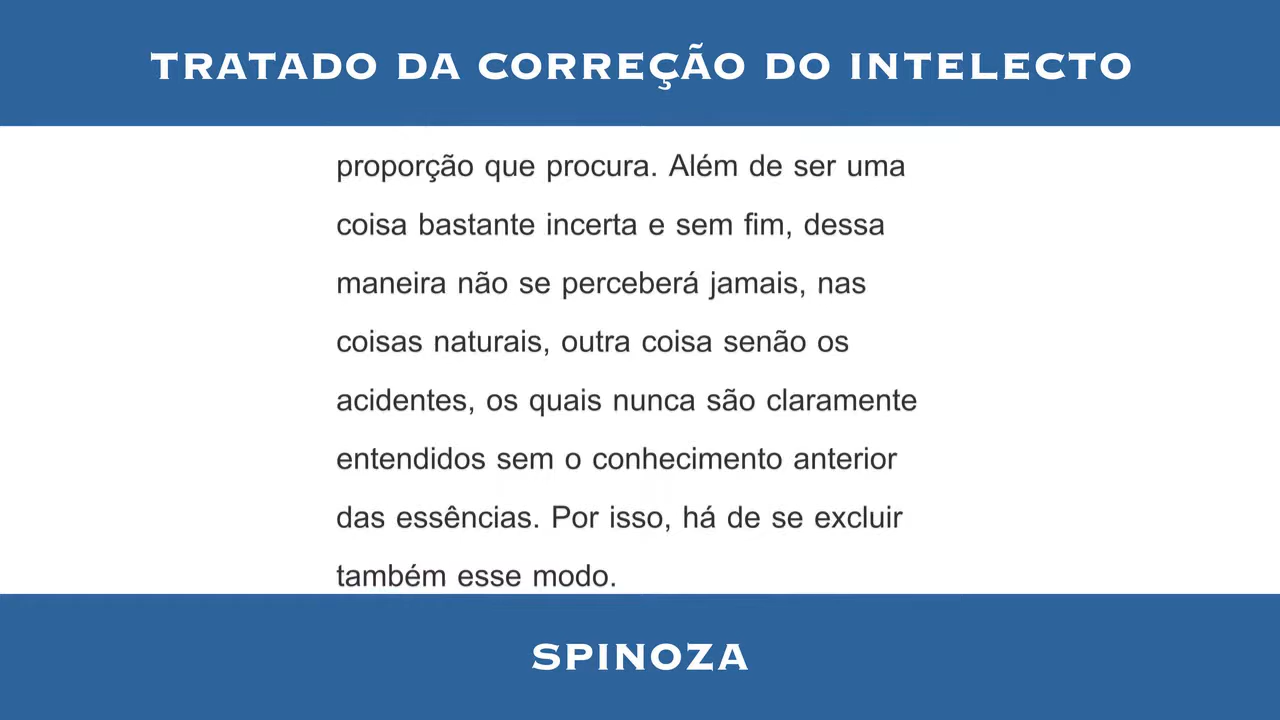 TRATADO DA CORREÇÃO DO INTELECTO
proporção que procura. Além de ser uma
coisa bastante incerta e sem fim, dessa
maneira não se perceberá jamais, nas
coisas naturais, outra coisa senão os
acidentes, os quais nunca são claramente
entendidos sem o conhecimento anterior
das essências. Por isso, há de se excluir
também esse modo.
SPINOZA